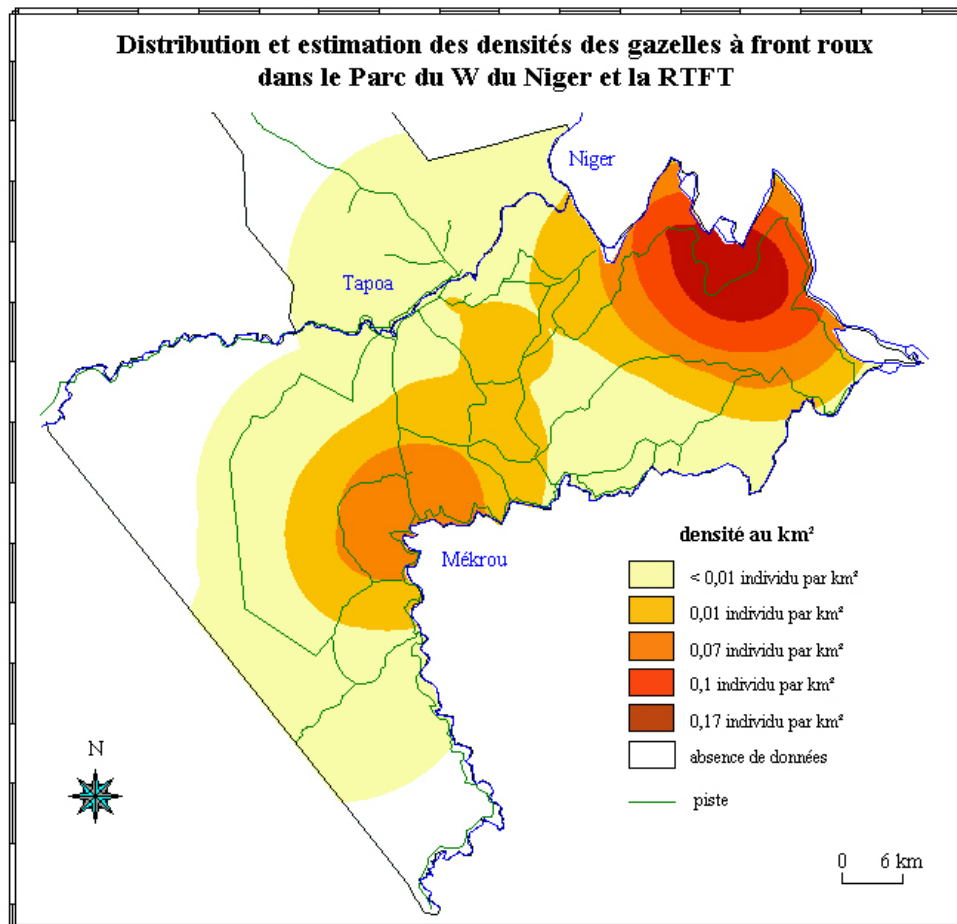 Distribution et estimation des densités des gazelles à front roux
dans le Parc du W du Niger et la RTFT
Niger
Tapoa
Mékrou
densité au km²
< 0,01 individu par km²
0,01 individu par km²
0,07 individu par km²
0,1 individu par km²
0,17 individu par km²
absence de données
piste
N
0 6 km